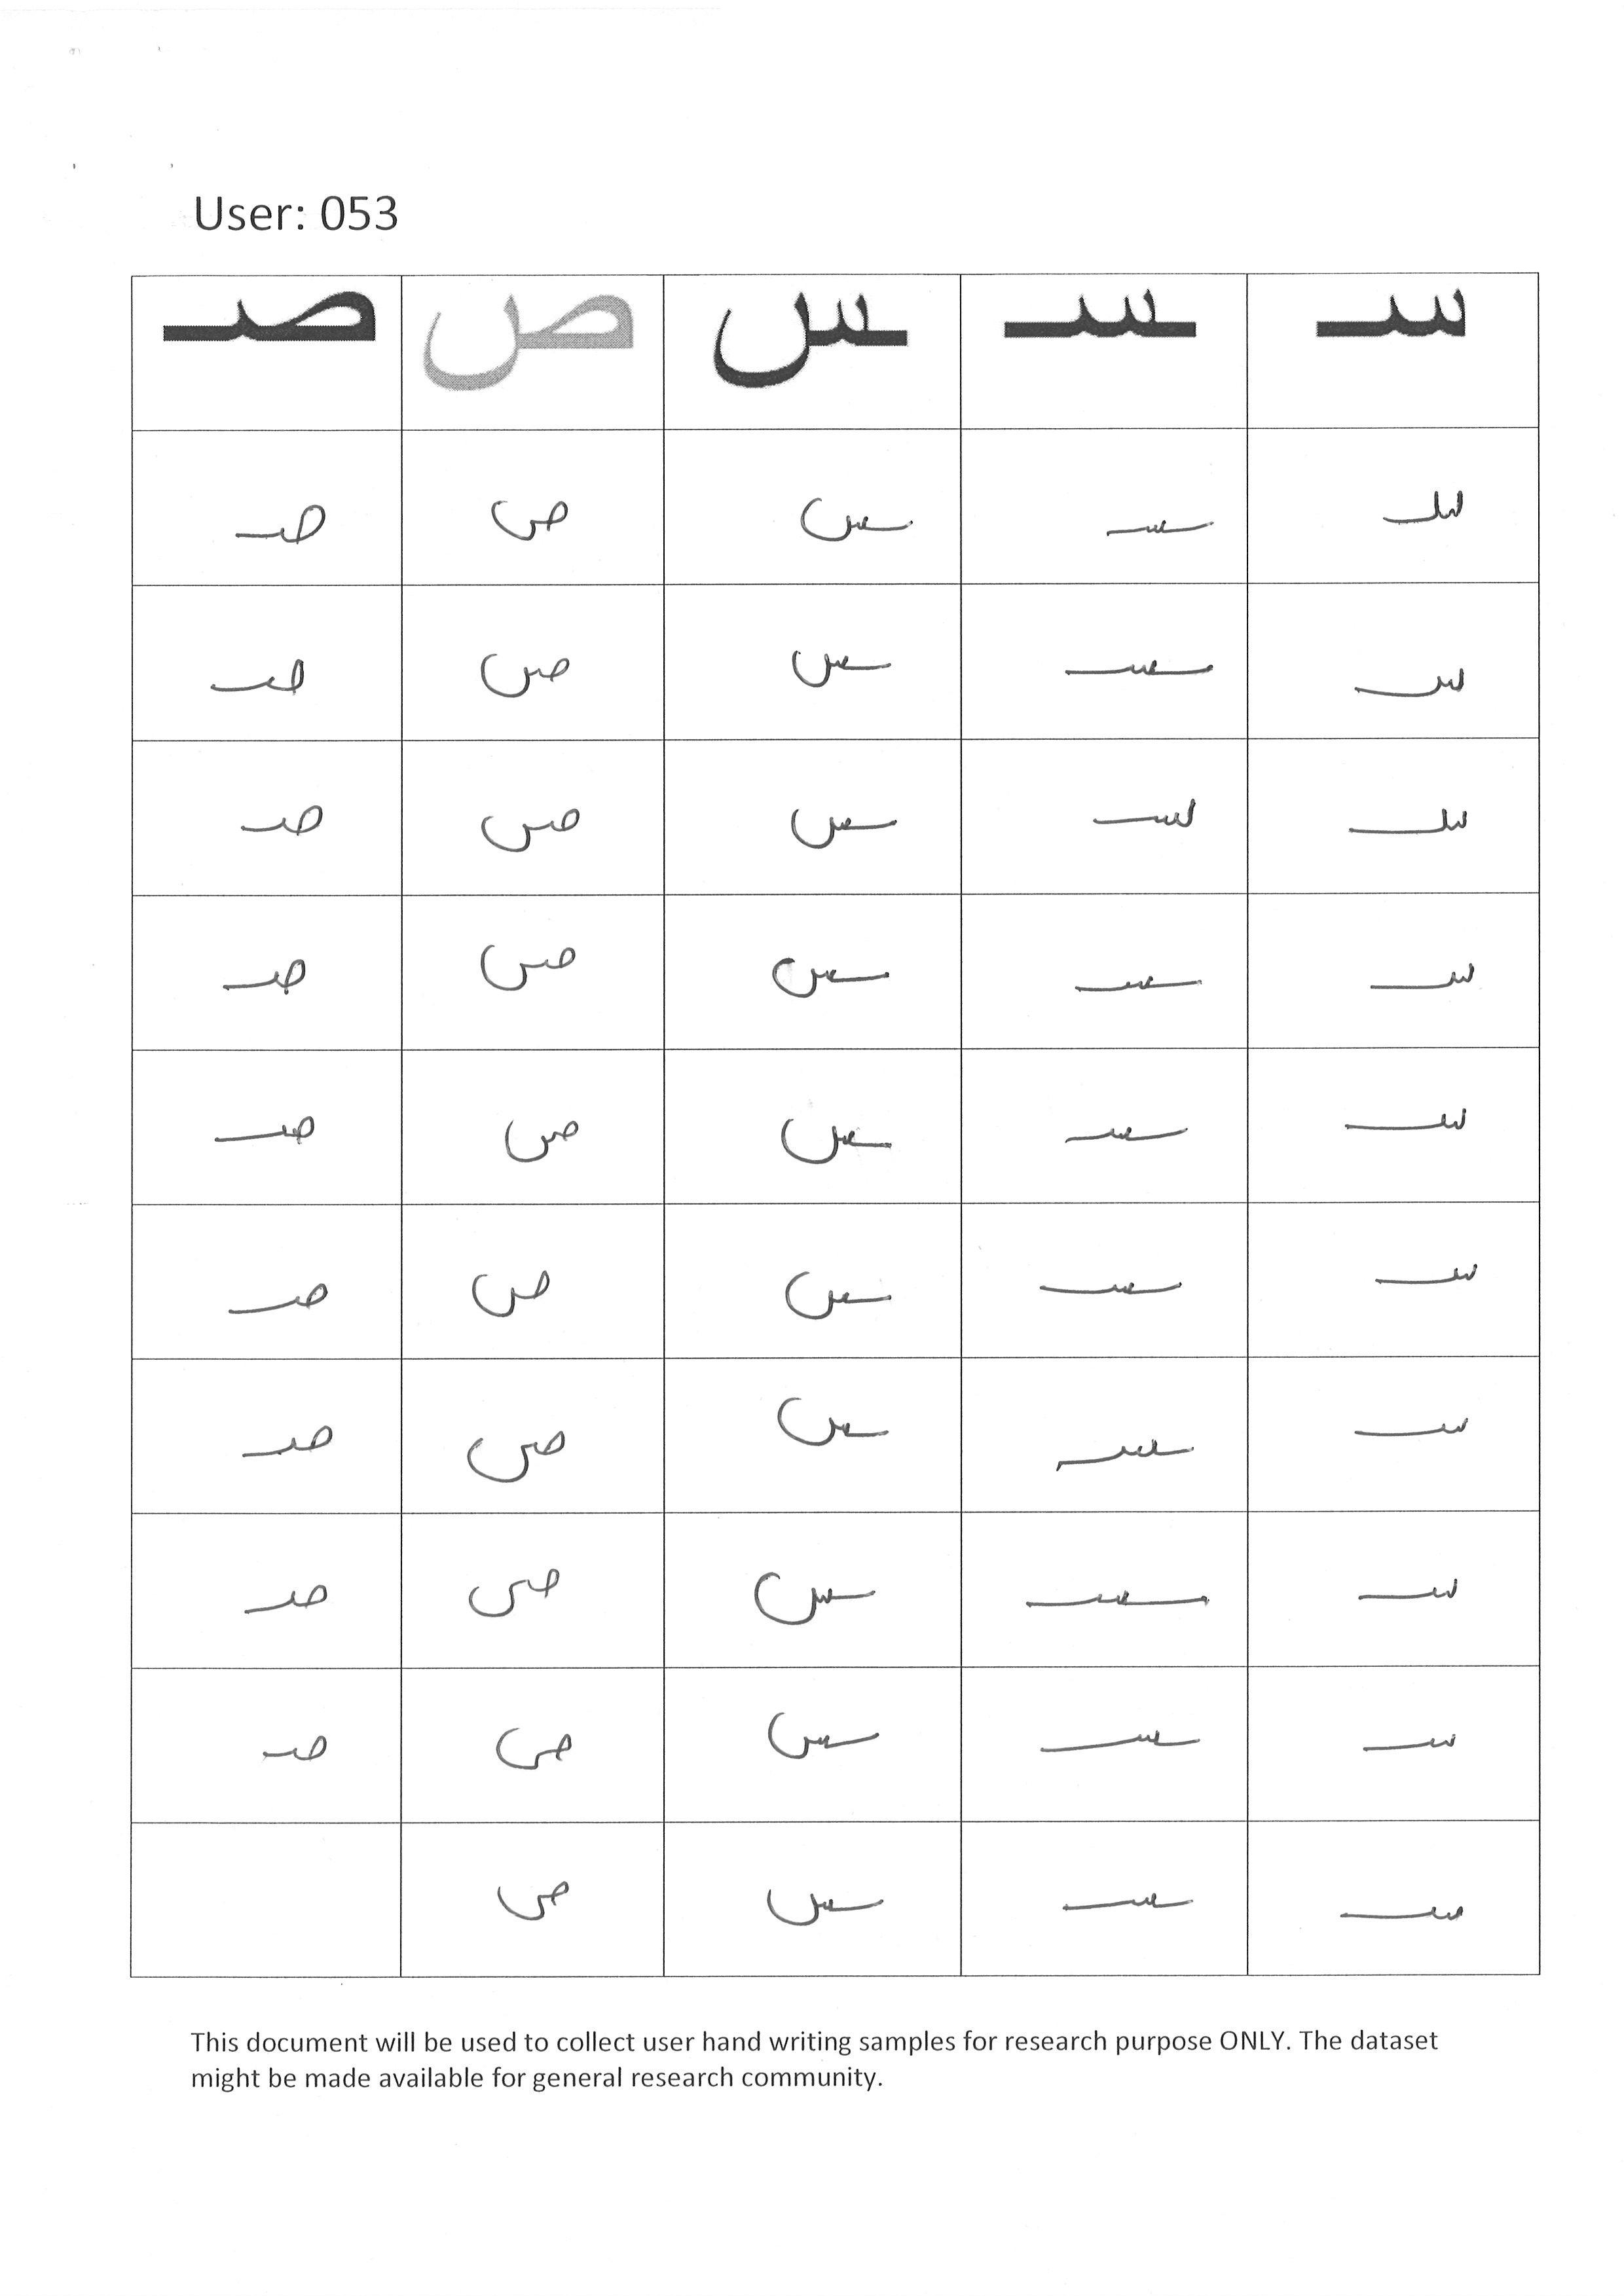 User: 053
سـ ـسـ ـس ص صـ
سـ ـسـ ـس ص صـ
سـ ـسـ ـس ص صـ
سـ سـ ـس ص صـ
سـ ـسـ ـس ص صـ
سـ ـسـ ـس ص صـ
سـ ـسـ ـس ص صـ
سـ ـسـ ـس ص صـ
سـ ـسـ ـس ص صـ
سـ ـسـ ـس ص صـ
سـ ـسـ ـس ص
This document will be used to collect user hand writing samples for research purpose ONLY. The dataset
might be made available for general research community.